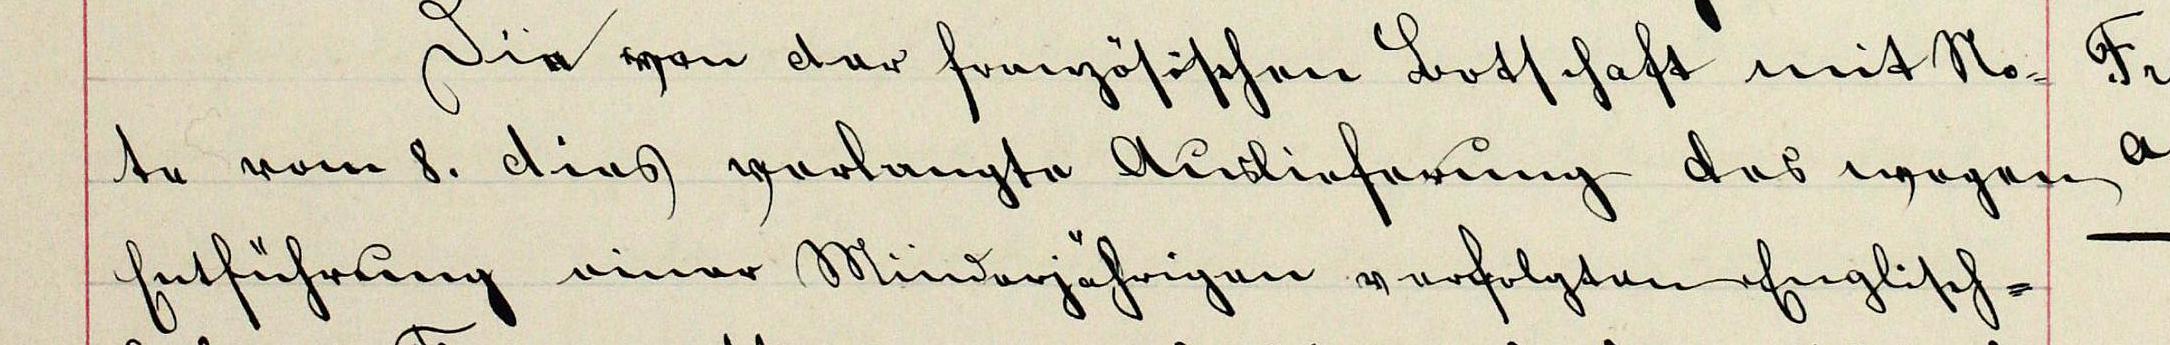 Die von der französischen Botschaft mit No-
te vom 8. dies verlangte Auslieferung des wegen
Entführung einer Minderjährigen verfolgten Englisch-